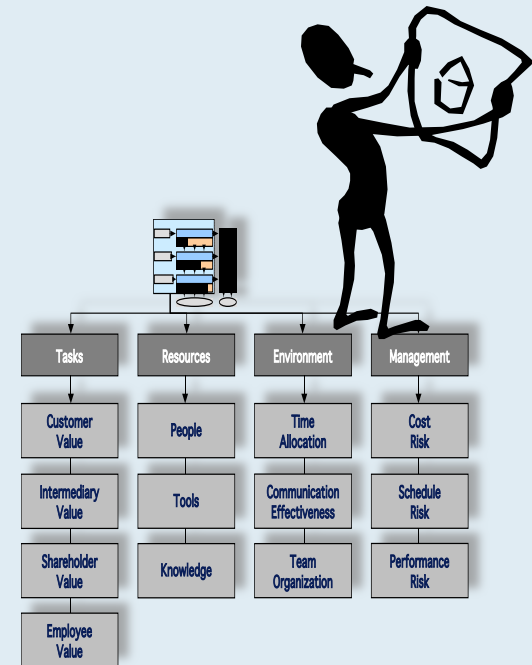 Tasks
Resources
Environment
Management
Customer
Value
People
Time
Allocation
Cost
Risk
Intermediary
Value
Tools
Communication
Effectiveness
Schedule
Risk
Shareholder
Value
Knowledge
Team
Organization
Performance
Risk
Employee
Value